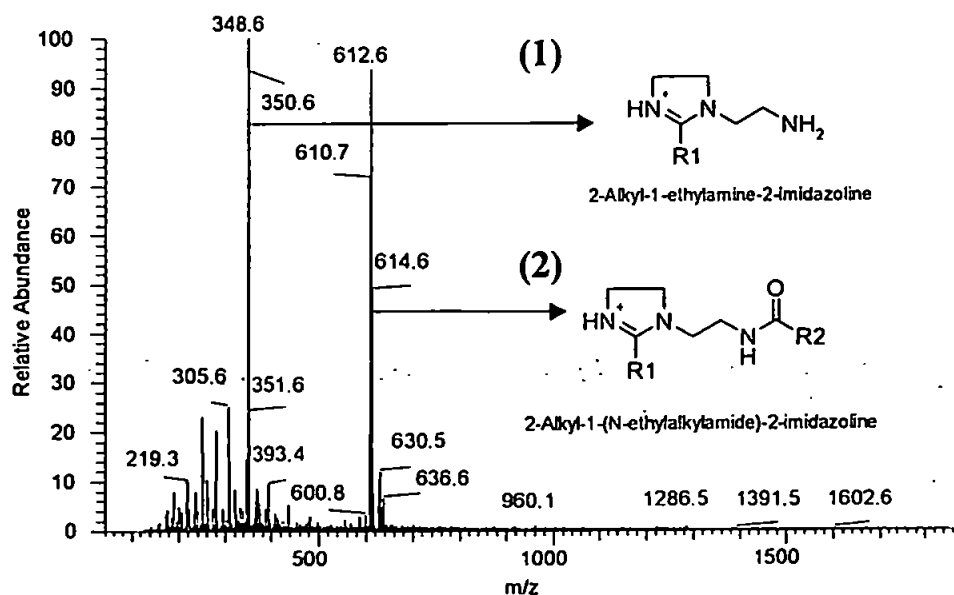 348.6
100
612.6
(1)
90
350.6
HN
+
N
NH2
80
610.7
R1
70
2-Alkyl-1-ethylamine-2-imidazoline
Relative Abundance
60
614.6
(2)
50
O
HN
+
N
N
H
R2
40
R1
30
305.6
351.6
2-Alkyl-1-(N-ethylalkylamide)-2-imidazoline
20
219.3
393.4
630.5
636.6
10
600.8
960.1
1286.5
1391.5
1602.6
0
500
1000
1500
m/z